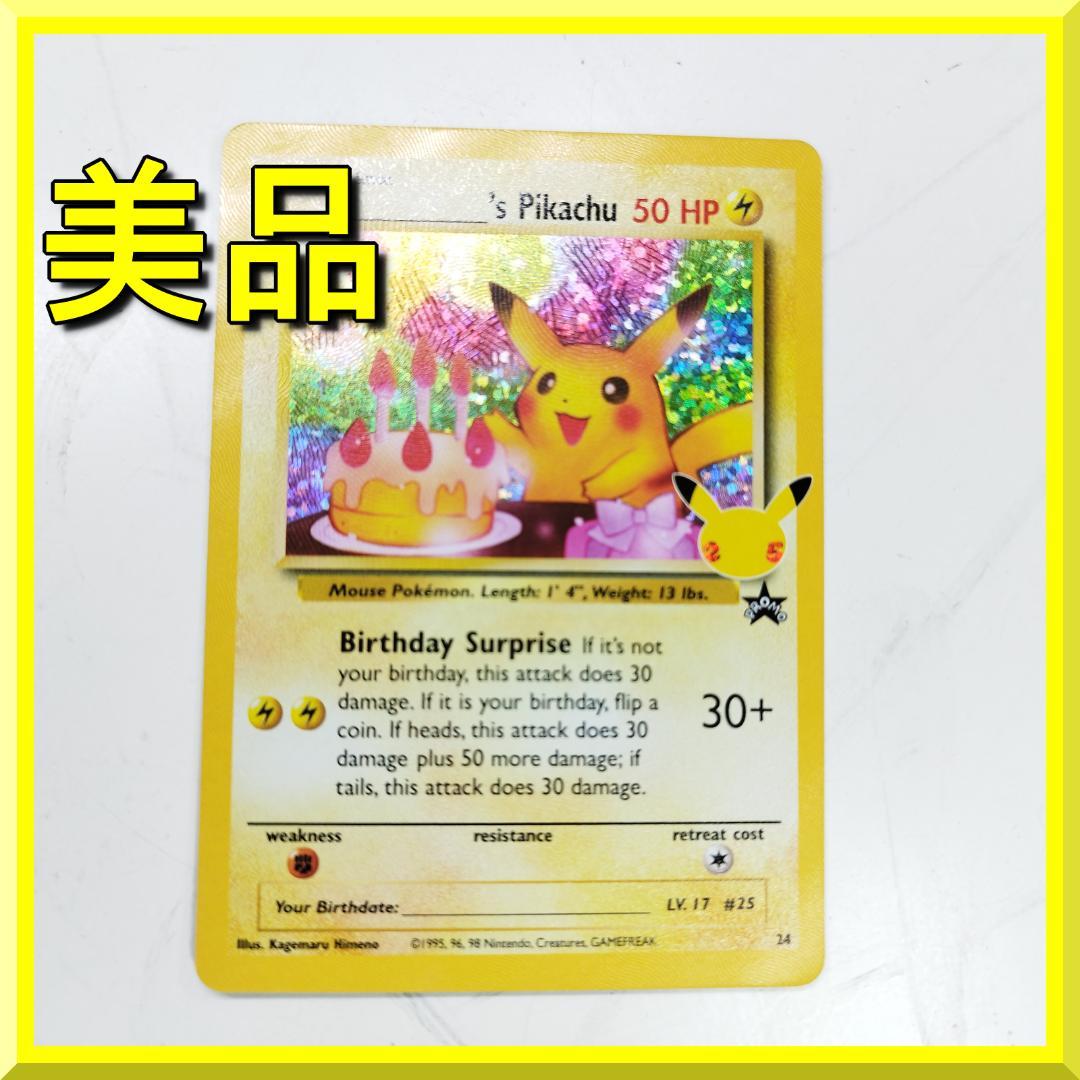 美品
's Pikachu 50 HP
25
PROMO
Mouse Pokémon. Length: 1' 4", Weight: 13 lbs.
Birthday Surprise If it's not
your birthday, this attack does 30
damage. If it is your birthday, flip a
coin. If heads, this attack does 30
damage plus 50 more damage; if
tails, this attack does 30 damage.
30+
weakness resistance retreat cost
Your Birthdate: LV. 17 #25
Illus. Kagemaru Himeno ©1995, 96, 98 Nintendo, Creatures, GAMEFREAK 24